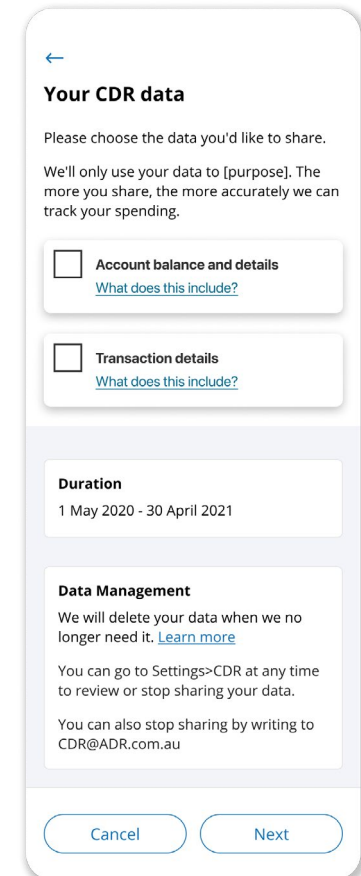 Your CDR data
Please choose the data you'd like to share.
We'll only use your data to [purpose]. The
more you share, the more accurately we can
track your spending.
Account balance and details
What does this include?
Transaction details
What does this include?
Duration
1 May 2020 - 30 April 2021
Data Management
We will delete your data when we no
longer need it. Learn more
You can go to Settings>CDR at any time
to review or stop sharing your data.
You can also stop sharing by writing to
CDR@ADR.com.au
Cancel
Next